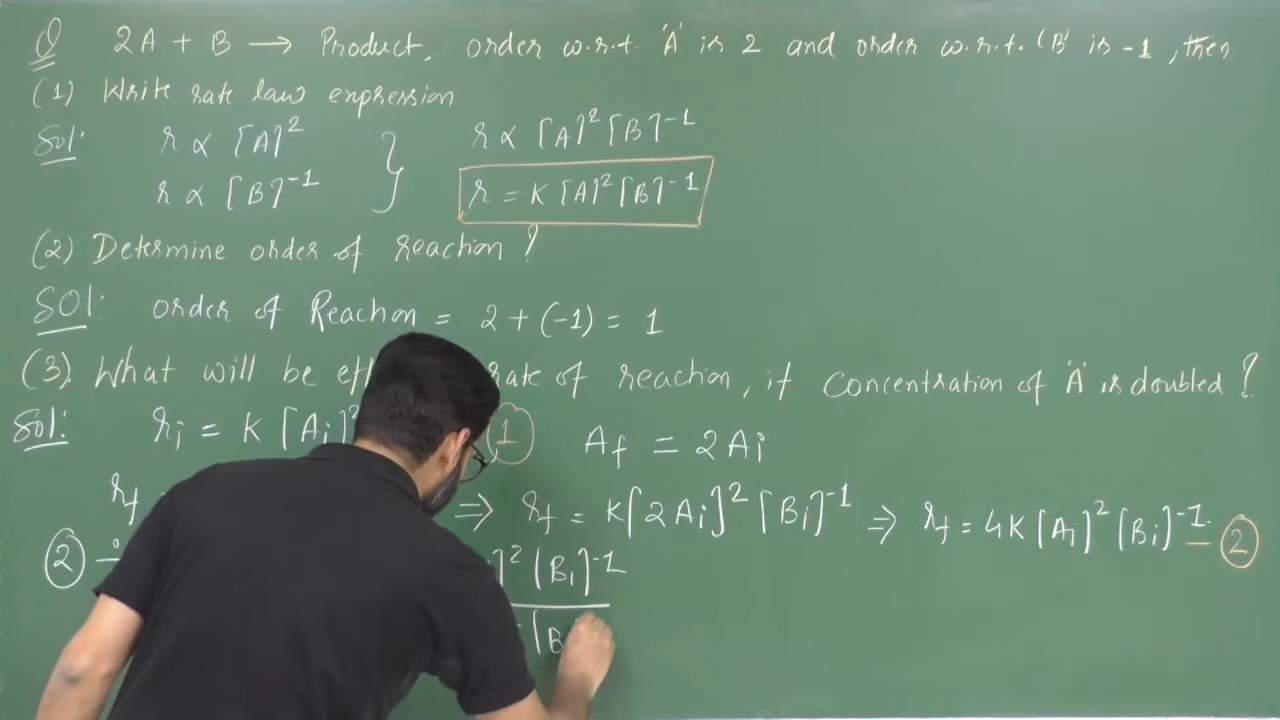 Q 2A + B → Product, order w.r.t. 'A' is 2 and order w.r.t. 'B' is -1, then
(1) Write rate law expression
Sol: r ∝ [A]² } r ∝ [A]² [B]⁻¹
r ∝ [B]⁻¹ r = K [A]² [B]⁻¹
(2) Determine order of reaction ?
SOl: order of Reaction = 2 + (-1) = 1
(3). What will be rate of reaction, if Concentration of 'A' is doubled ?
Sol: rᵢ = K [Aᵢ]² ① A_f = 2Aᵢ
r_f ⇒ r_f = K[2Aᵢ]² [Bᵢ]⁻¹ ⇒ r_f = 4K [Aᵢ]² [Bᵢ]⁻¹ - ②
② ÷ ]² [Bᵢ]⁻¹
[B